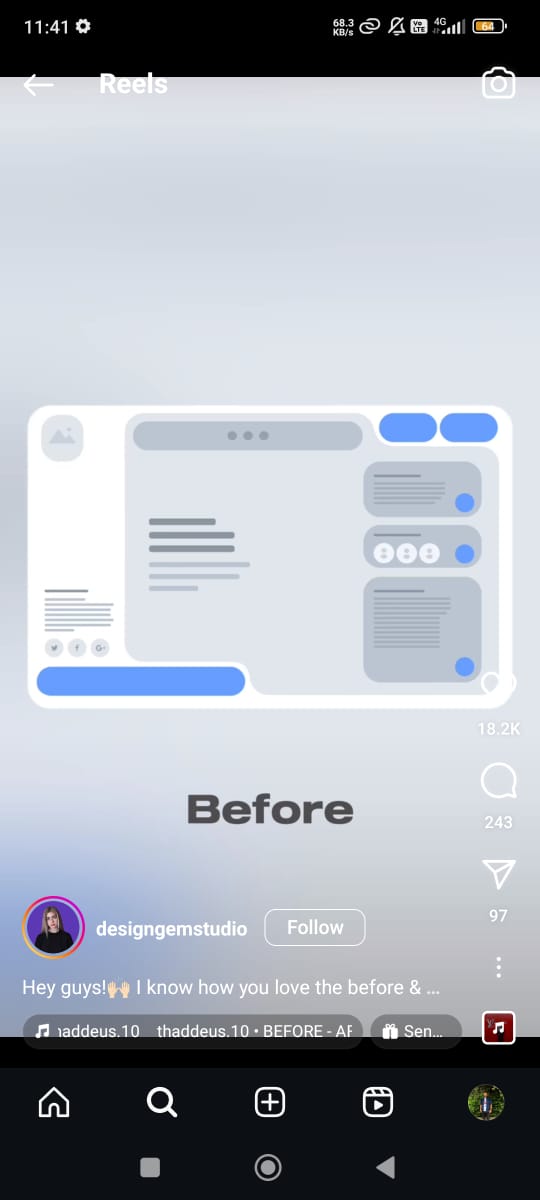 11:41
68.3 KB/s
Vo LTE
4G
64
Reels
18.2K
Before
243
97
designgemstudio
Follow
Hey guys!🙌🏻 I know how you love the before & ...
haddeus.10 thaddeus.10 • BEFORE - AF
Sen...